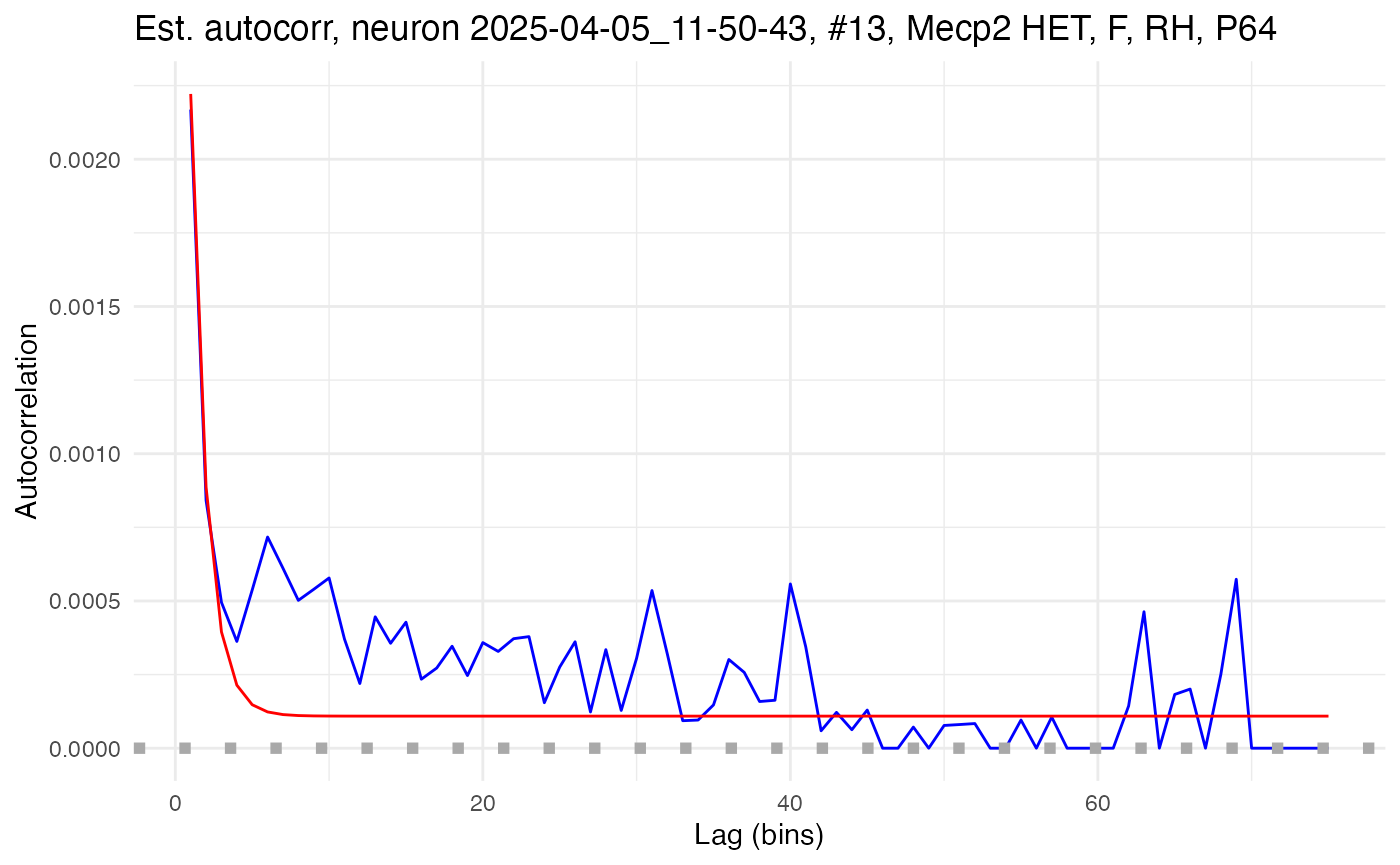 Est. autocorr, neuron 2025-04-05_11-50-43, #13, Mecp2 HET, F, RH, P64
0.0020
0.0015
0.0010
0.0005
0.0000
Autocorrelation
0 20 40 60
Lag (bins)